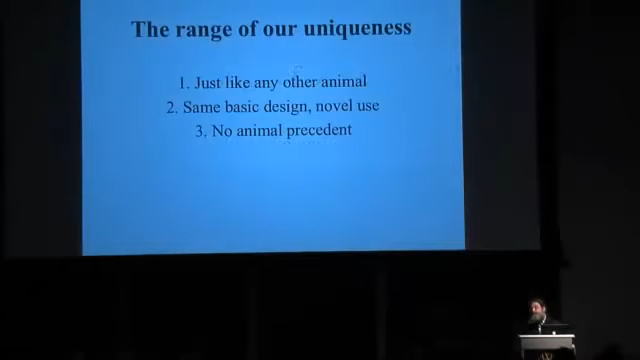 The range of our uniqueness
1. Just like any other animal
2. Same basic design, novel use
3. No animal precedent